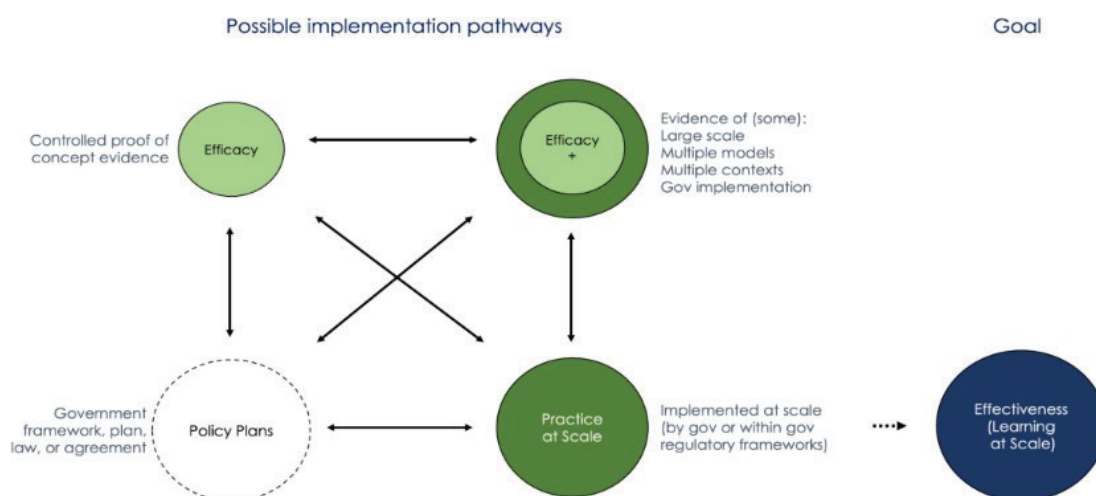 Possible implementation pathways
Goal
Controlled proof of
concept evidence
Efficacy
Efficacy
+
Evidence of (some):
Large scale
Multiple models
Multiple contexts
Gov implementation
Government
framework, plan,
law, or agreement
Policy Plans
Practice
at Scale
Implemented at scale
(by gov or within gov
regulatory frameworks)
Effectiveness
(Learning
at Scale)